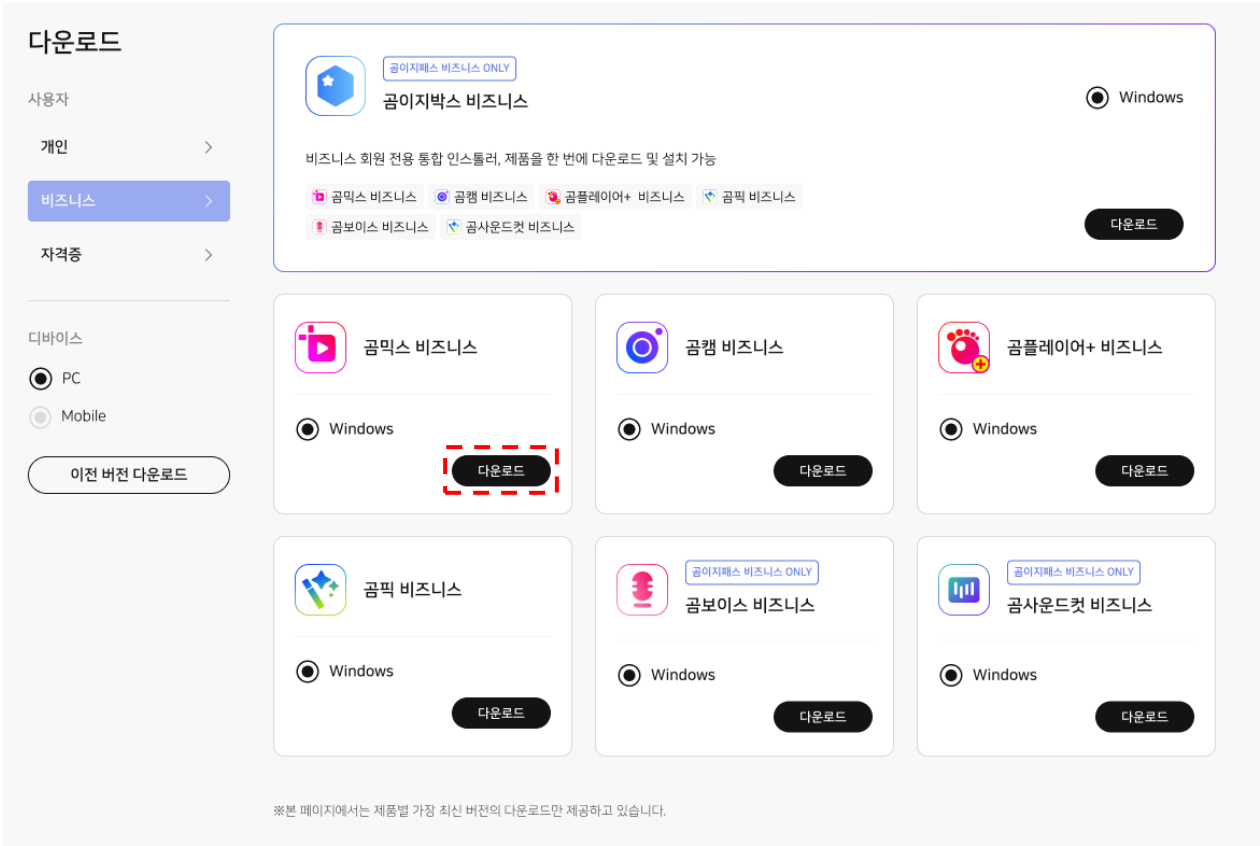 다운로드
사용자
개인
비즈니스
자격증
디바이스
PC
Mobile
이전 버전 다운로드
곰이지패스 비즈니스 ONLY
곰이지박스 비즈니스
Windows
비즈니스 회원 전용 통합 인스톨러, 제품을 한 번에 다운로드 및 설치 가능
곰믹스 비즈니스 곰캠 비즈니스 곰플레이어+ 비즈니스 곰픽 비즈니스
곰보이스 비즈니스 곰사운드컷 비즈니스
다운로드
곰믹스 비즈니스
Windows
다운로드
곰캠 비즈니스
Windows
다운로드
곰플레이어+ 비즈니스
Windows
다운로드
곰픽 비즈니스
Windows
다운로드
곰이지패스 비즈니스 ONLY
곰보이스 비즈니스
Windows
다운로드
곰이지패스 비즈니스 ONLY
곰사운드컷 비즈니스
Windows
다운로드
※본 페이지에서는 제품별 가장 최신 버전의 다운로드만 제공하고 있습니다.